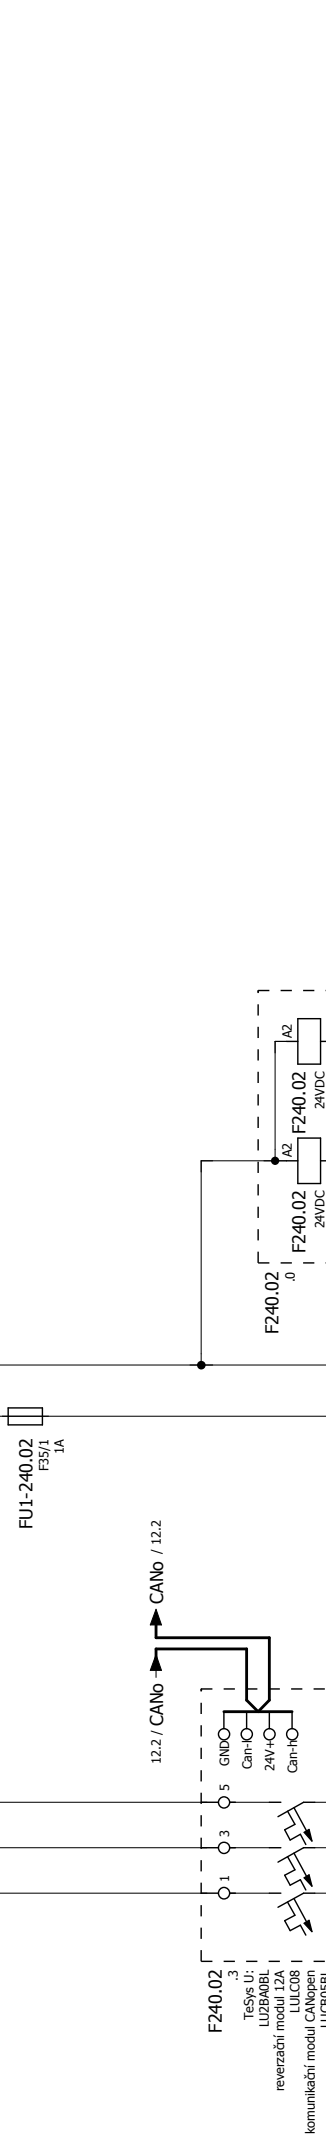 A2
F240.02
24VDC
A2
F240.02
24VDC
F240.02
.0
FU1-240.02
F35/1
1A
12.2 / CANo
CANo / 12.2
GND
Can-l
24V+
Can-h
5
3
1
F240.02
.3
TeSys U:
LU2BA0BL
reverzační modul 12A
LULC08
komunikační modul CANopen